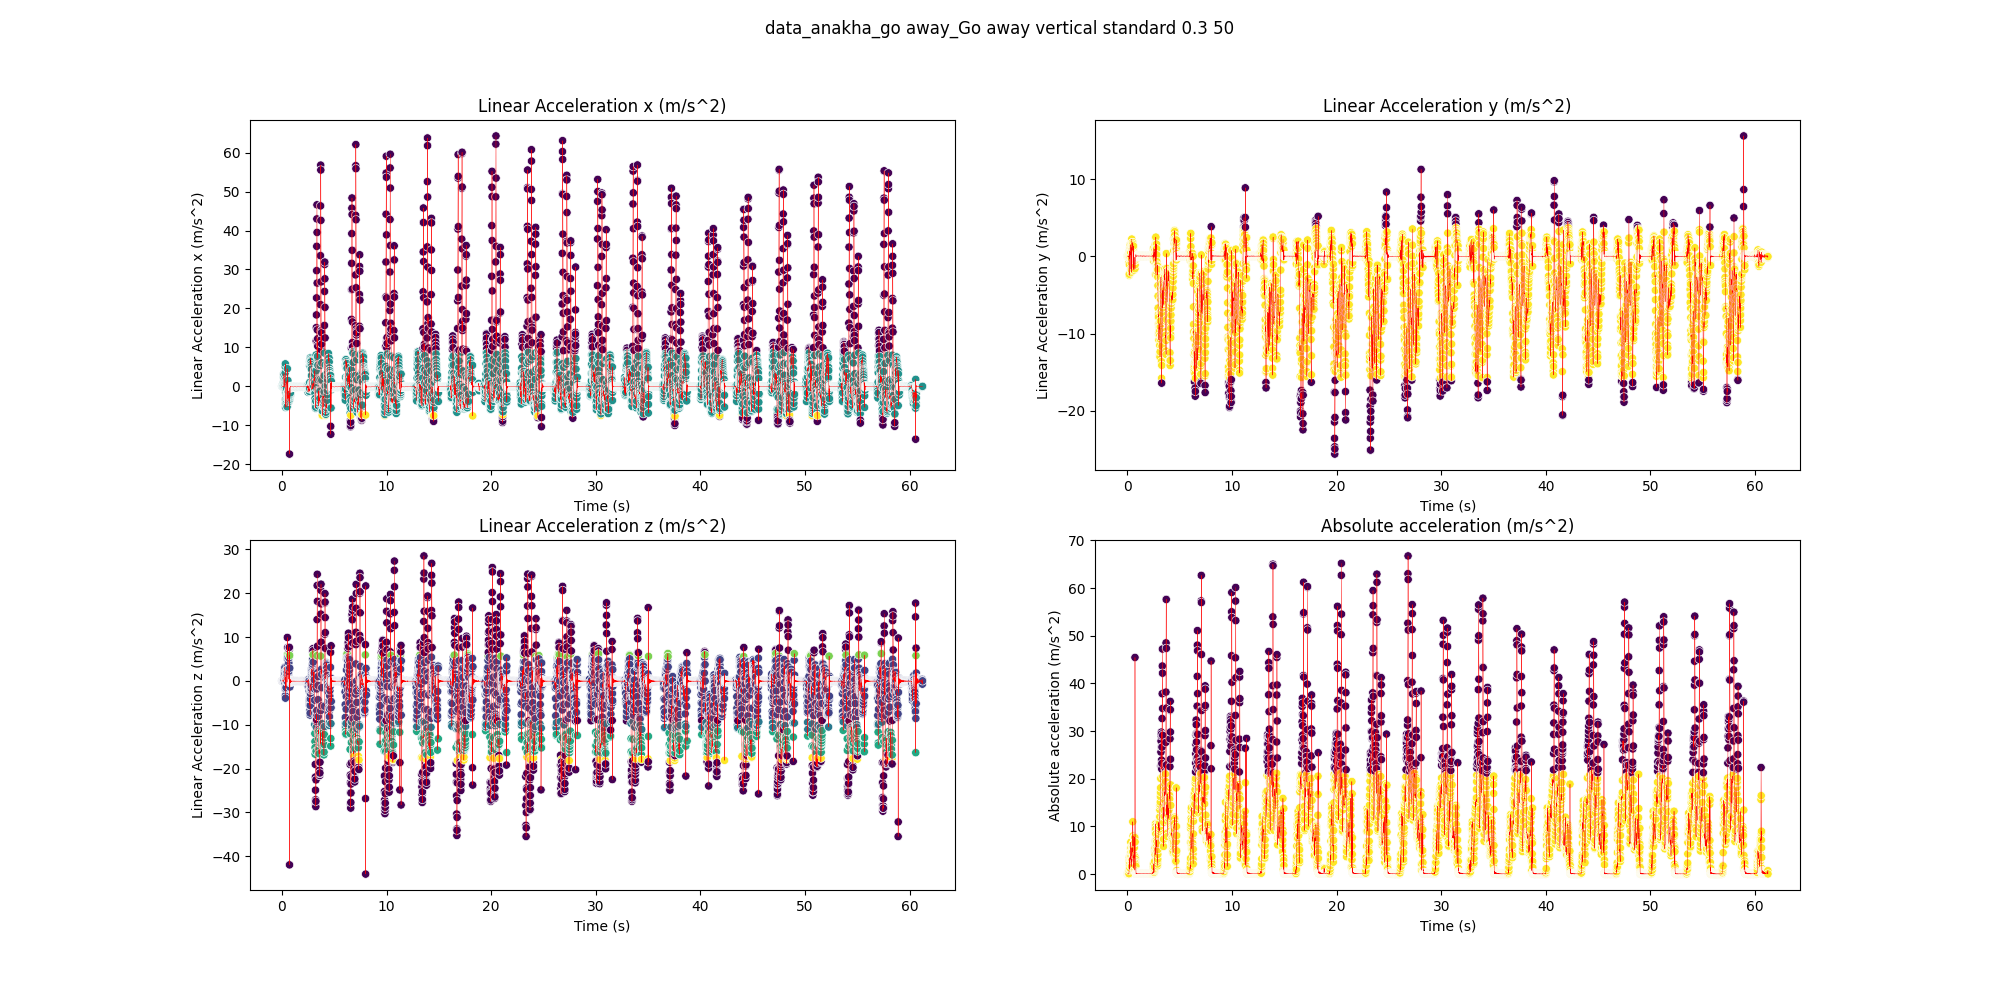 data_anakha_go away_Go away vertical standard 0.3 50
Linear Acceleration x (m/s^2)
Linear Acceleration x (m/s^2)
60
50
40
30
20
10
0
−10
−20
0 10 20 30 40 50 60
Time (s)
Linear Acceleration y (m/s^2)
Linear Acceleration y (m/s^2)
10
0
−10
−20
0 10 20 30 40 50 60
Time (s)
Linear Acceleration z (m/s^2)
Linear Acceleration z (m/s^2)
30
20
10
0
−10
−20
−30
−40
0 10 20 30 40 50 60
Time (s)
Absolute acceleration (m/s^2)
Absolute acceleration (m/s^2)
70
60
50
40
30
20
10
0
0 10 20 30 40 50 60
Time (s)